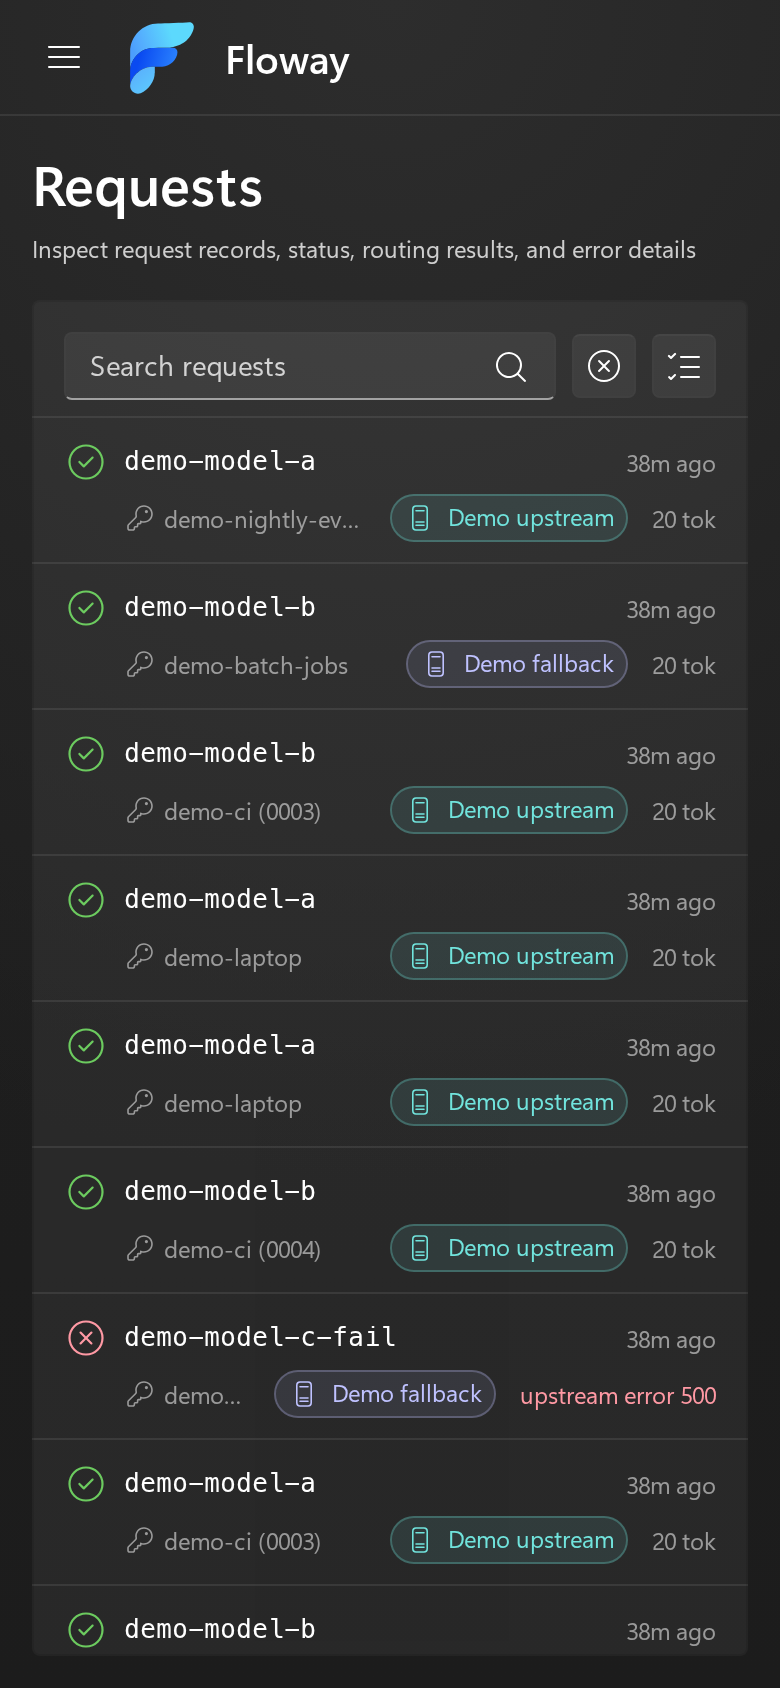 Floway
Requests
Inspect request records, status, routing results, and error details
Search requests
demo-model-a 38m ago
demo-nightly-ev... Demo upstream 20 tok
demo-model-b 38m ago
demo-batch-jobs Demo fallback 20 tok
demo-model-b 38m ago
demo-ci (0003) Demo upstream 20 tok
demo-model-a 38m ago
demo-laptop Demo upstream 20 tok
demo-model-a 38m ago
demo-laptop Demo upstream 20 tok
demo-model-b 38m ago
demo-ci (0004) Demo upstream 20 tok
demo-model-c-fail 38m ago
demo... Demo fallback upstream error 500
demo-model-a 38m ago
demo-ci (0003) Demo upstream 20 tok
demo-model-b 38m ago